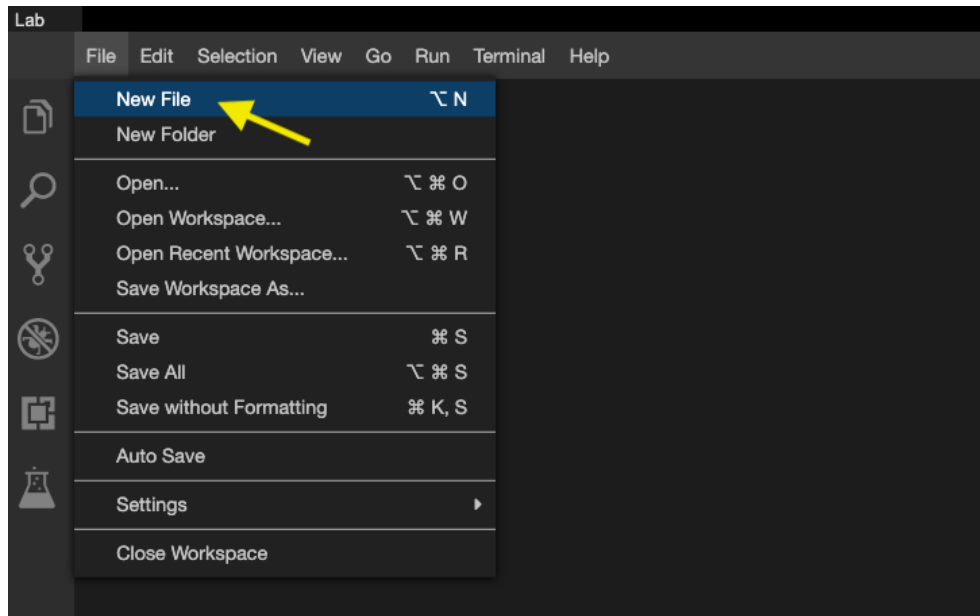 Lab
File Edit Selection View Go Run Terminal Help
New File ⌥ N
New Folder
Open... ⌥ ⌘ O
Open Workspace... ⌥ ⌘ W
Open Recent Workspace... ⌥ ⌘ R
Save Workspace As...
Save ⌘ S
Save All ⌥ ⌘ S
Save without Formatting ⌘ K, S
Auto Save
Settings
Close Workspace